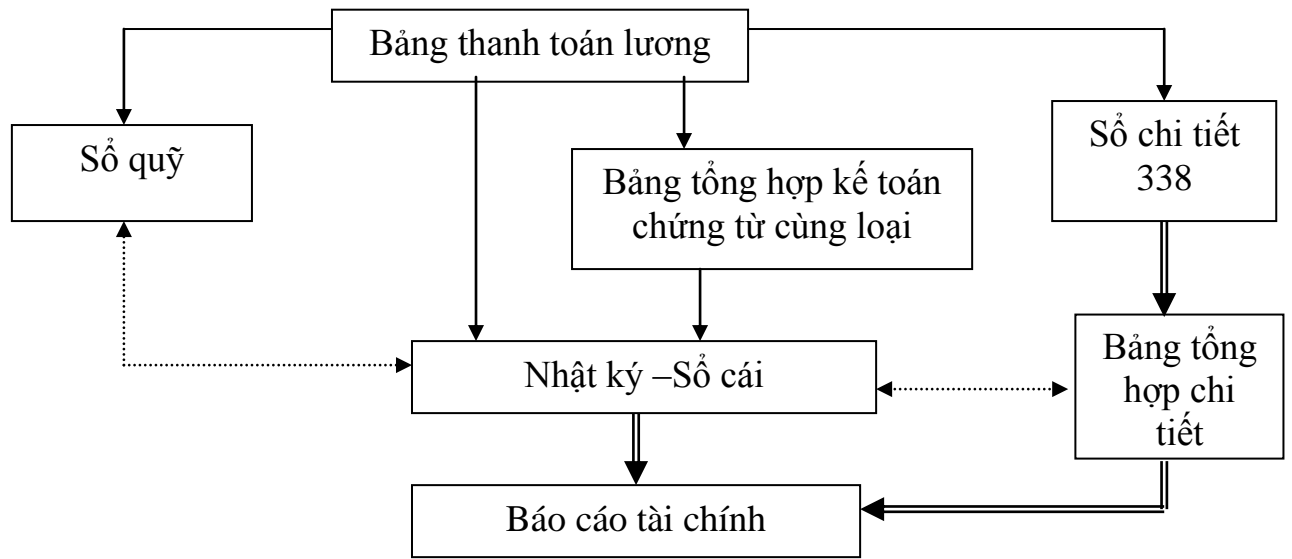 Bảng thanh toán lương
Sổ quỹ
Bảng tổng hợp kế toán
chứng từ cùng loại
Sổ chi tiết
338
Nhật ký –Sổ cái
Bảng tổng
hợp chi
tiết
Báo cáo tài chính